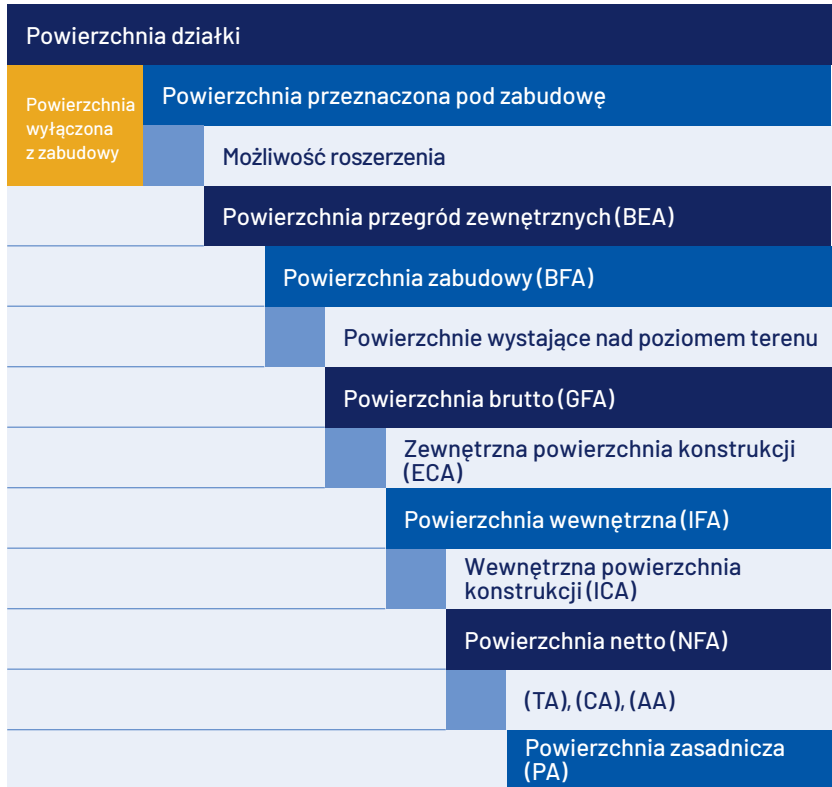 Powierzchnia działki
Powierzchnia
wyłączona
z zabudowy
Powierzchnia przeznaczona pod zabudowę
Możliwość roszerzenia
Powierzchnia przegród zewnętrznych (BEA)
Powierzchnia zabudowy (BFA)
Powierzchnie wystające nad poziomem terenu
Powierzchnia brutto (GFA)
Zewnętrzna powierzchnia konstrukcji
(ECA)
Powierzchnia wewnętrzna (IFA)
Wewnętrzna powierzchnia
konstrukcji (ICA)
Powierzchnia netto (NFA)
(TA), (CA), (AA)
Powierzchnia zasadnicza
(PA)